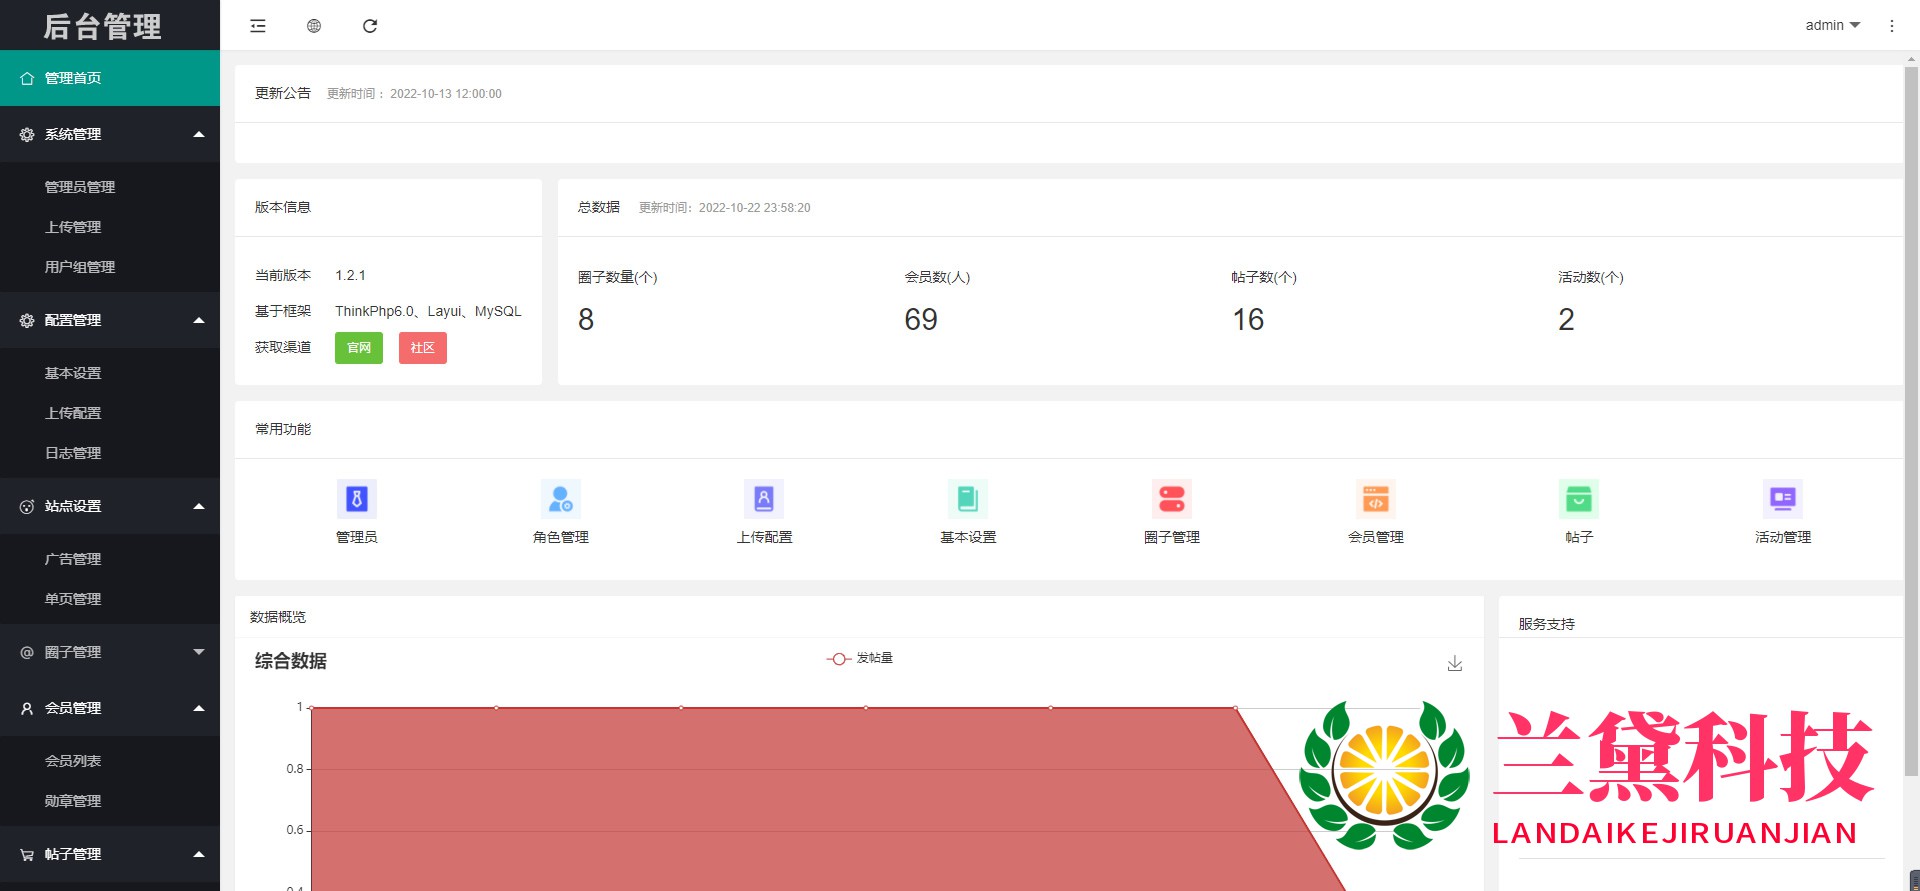 后台管理
admin
管理首页
系统管理
管理员管理
上传管理
用户组管理
配置管理
基本设置
上传配置
日志管理
站点设置
广告管理
单页管理
圈子管理
会员管理
会员列表
勋章管理
帖子管理
更新公告 更新时间：2022-10-13 12:00:00
版本信息
当前版本 1.2.1
基于框架 ThinkPhp6.0、Layui、MySQL
获取渠道 官网 社区
总数据 更新时间：2022-10-22 23:58:20
圈子数量(个) 会员数(人) 帖子数(个) 活动数(个)
8 69 16 2
常用功能
管理员 角色管理 上传配置 基本设置 圈子管理 会员管理 帖子 活动管理
数据概览
综合数据
发帖量
1
0.8
0.6
0.4
服务支持
兰黛科技
LANDAIKEJIRUANJIAN